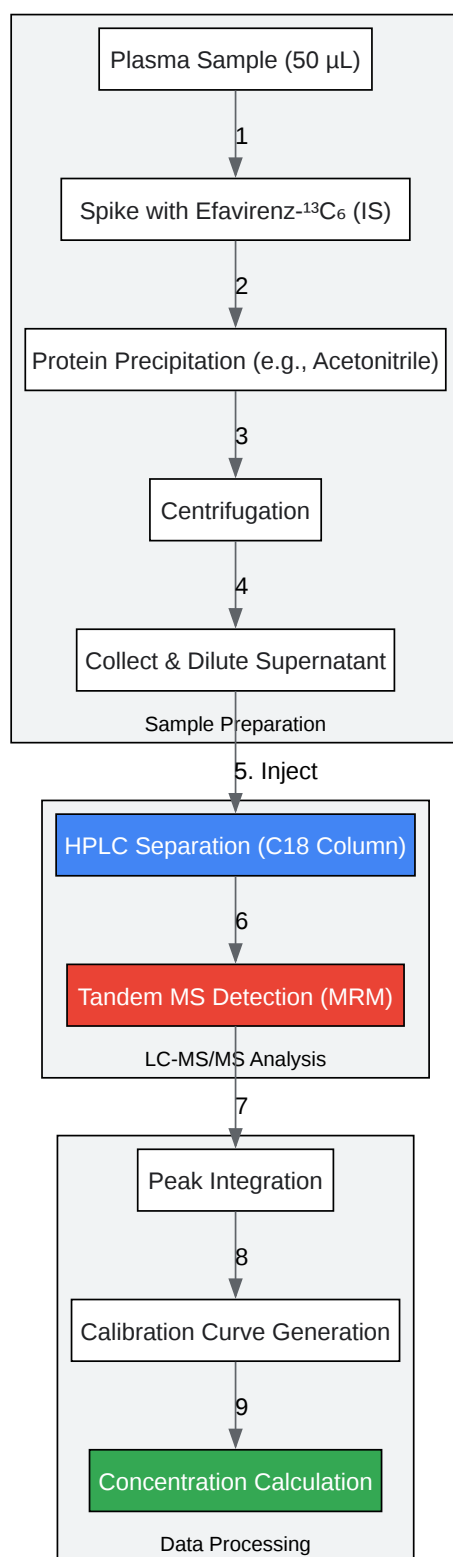 Plasma Sample (50 µL)
1
Spike with Efavirenz-¹³C₆ (IS)
2
Protein Precipitation (e.g., Acetonitrile)
3
Centrifugation
4
Collect & Dilute Supernatant
Sample Preparation
5. Inject
HPLC Separation (C18 Column)
6
Tandem MS Detection (MRM)
LC-MS/MS Analysis
7
Peak Integration
8
Calibration Curve Generation
9
Concentration Calculation
Data Processing